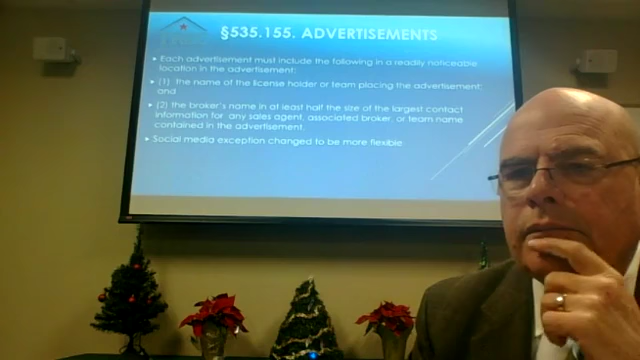 §535.155. ADVERTISEMENTS
Each advertisement must include the following in a readily noticeable
location in the advertisement:
(1) the name of the license holder or team placing the advertisement;
and
(2) the broker's name in at least half the size of the largest contact
information for any sales agent, associated broker, or team name
contained in the advertisement.
Social media exception changed to be more flexible